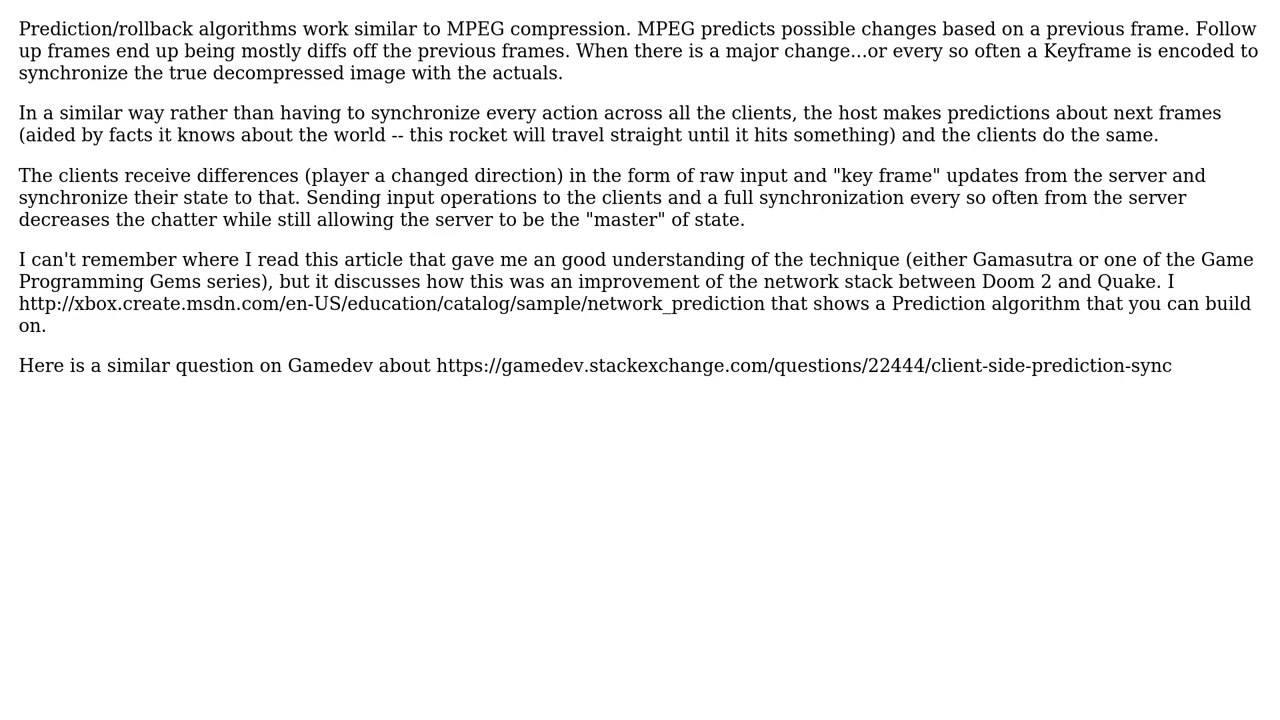 Prediction/rollback algorithms work similar to MPEG compression. MPEG predicts possible changes based on a previous frame. Follow
up frames end up being mostly diffs off the previous frames. When there is a major change...or every so often a Keyframe is encoded to
synchronize the true decompressed image with the actuals.
In a similar way rather than having to synchronize every action across all the clients, the host makes predictions about next frames
(aided by facts it knows about the world -- this rocket will travel straight until it hits something) and the clients do the same.
The clients receive differences (player a changed direction) in the form of raw input and "key frame" updates from the server and
synchronize their state to that. Sending input operations to the clients and a full synchronization every so often from the server
decreases the chatter while still allowing the server to be the "master" of state.
I can't remember where I read this article that gave me an good understanding of the technique (either Gamasutra or one of the Game
Programming Gems series), but it discusses how this was an improvement of the network stack between Doom 2 and Quake. I
http://xbox.create.msdn.com/en-US/education/catalog/sample/network_prediction that shows a Prediction algorithm that you can build
on.
Here is a similar question on Gamedev about https://gamedev.stackexchange.com/questions/22444/client-side-prediction-sync